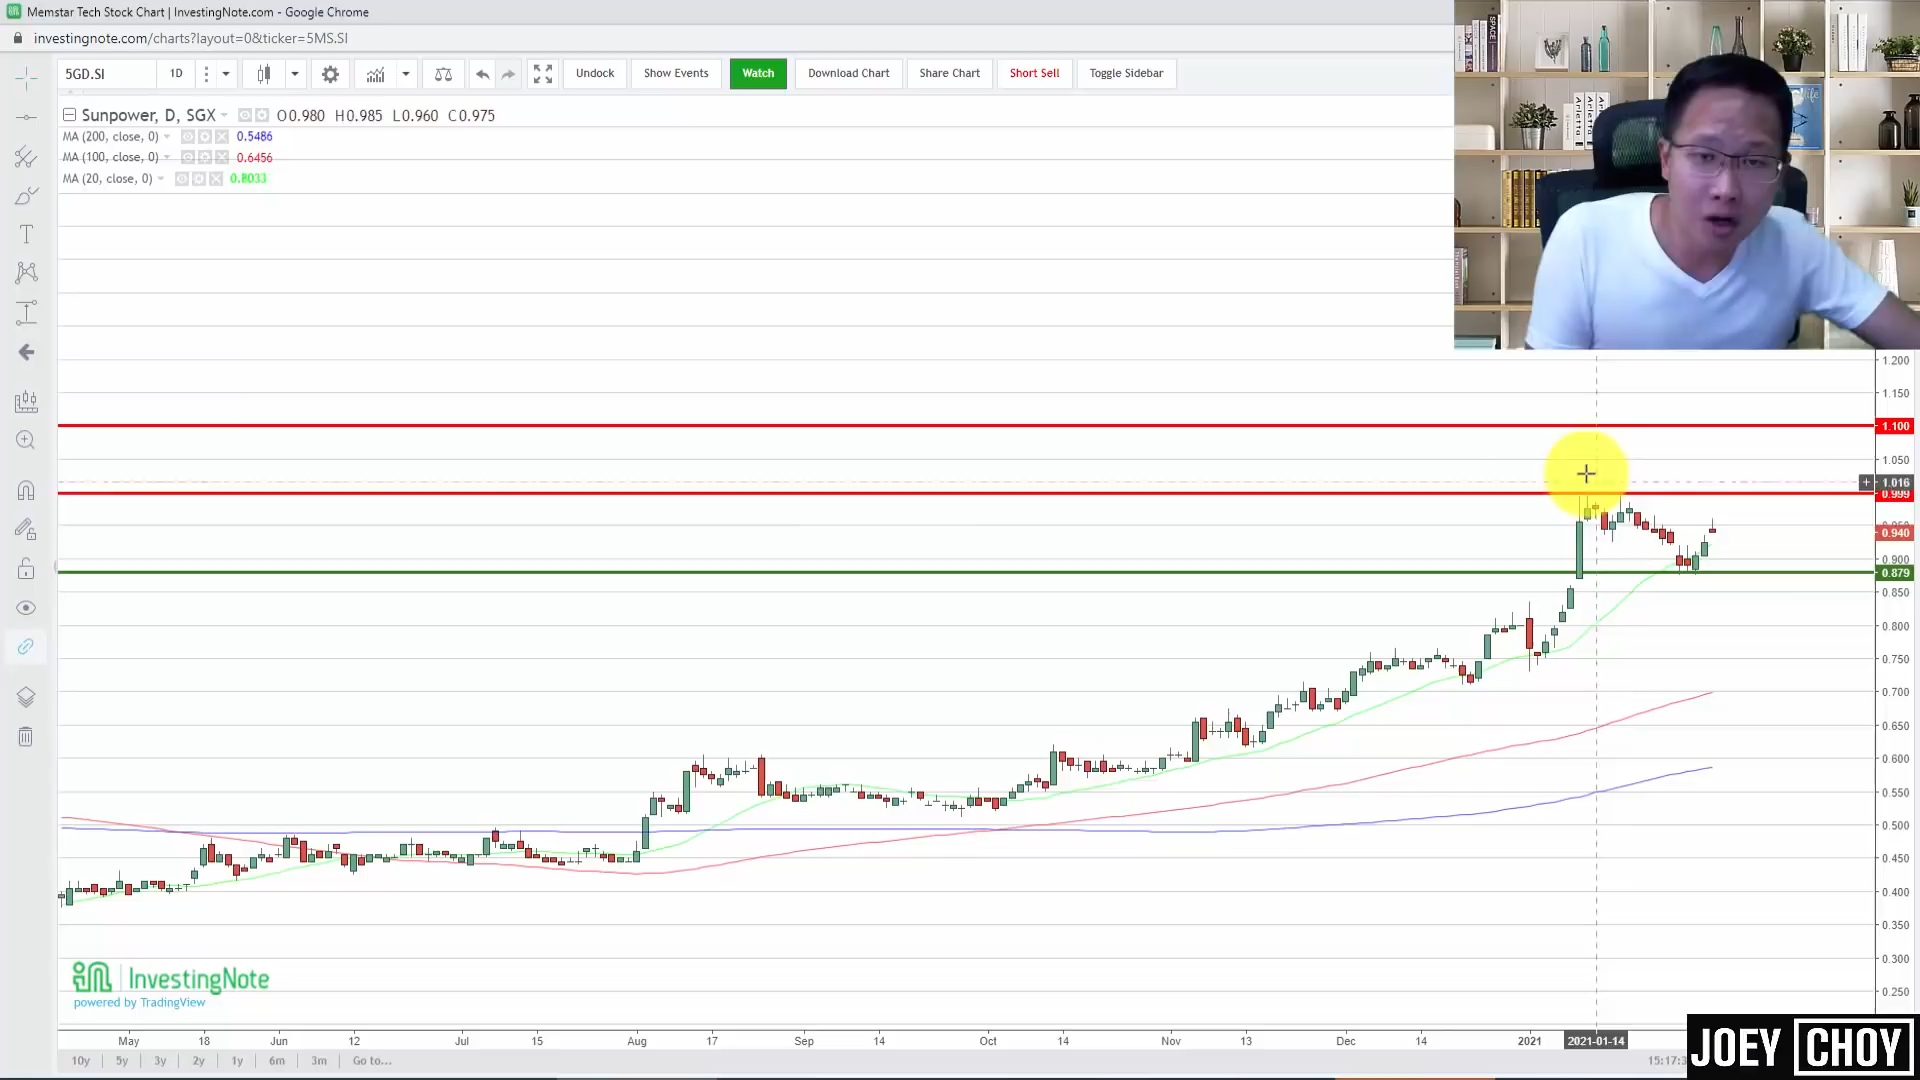 Memstar Tech Stock Chart | InvestingNote.com - Google Chrome
investingnote.com/charts?layout=0&ticker=5MS.SI
5GD.SI 1D Undock Show Events Watch Download Chart Share Chart Short Sell Toggle Sidebar
Sunpower, D, SGX O0.980 H0.985 L0.960 C0.975
MA (200, close, 0) 0.5486
MA (100, close, 0) 0.6456
MA (20, close, 0) 0.8033
SPACE
Arletta
life
1.200
1.150
1.100
1.050
1.016
0.999
0.940
0.900
0.879
0.850
0.800
0.750
0.700
0.650
0.600
0.550
0.500
0.450
0.400
0.350
0.300
0.250
InvestingNote
powered by TradingView
May 18 Jun 12 Jul 15 Aug 17 Sep 14 Oct 14 Nov 13 Dec 14 2021 2021-01-14
10y 5y 3y 2y 1y 6m 3m Go to...
JOEY CHOY